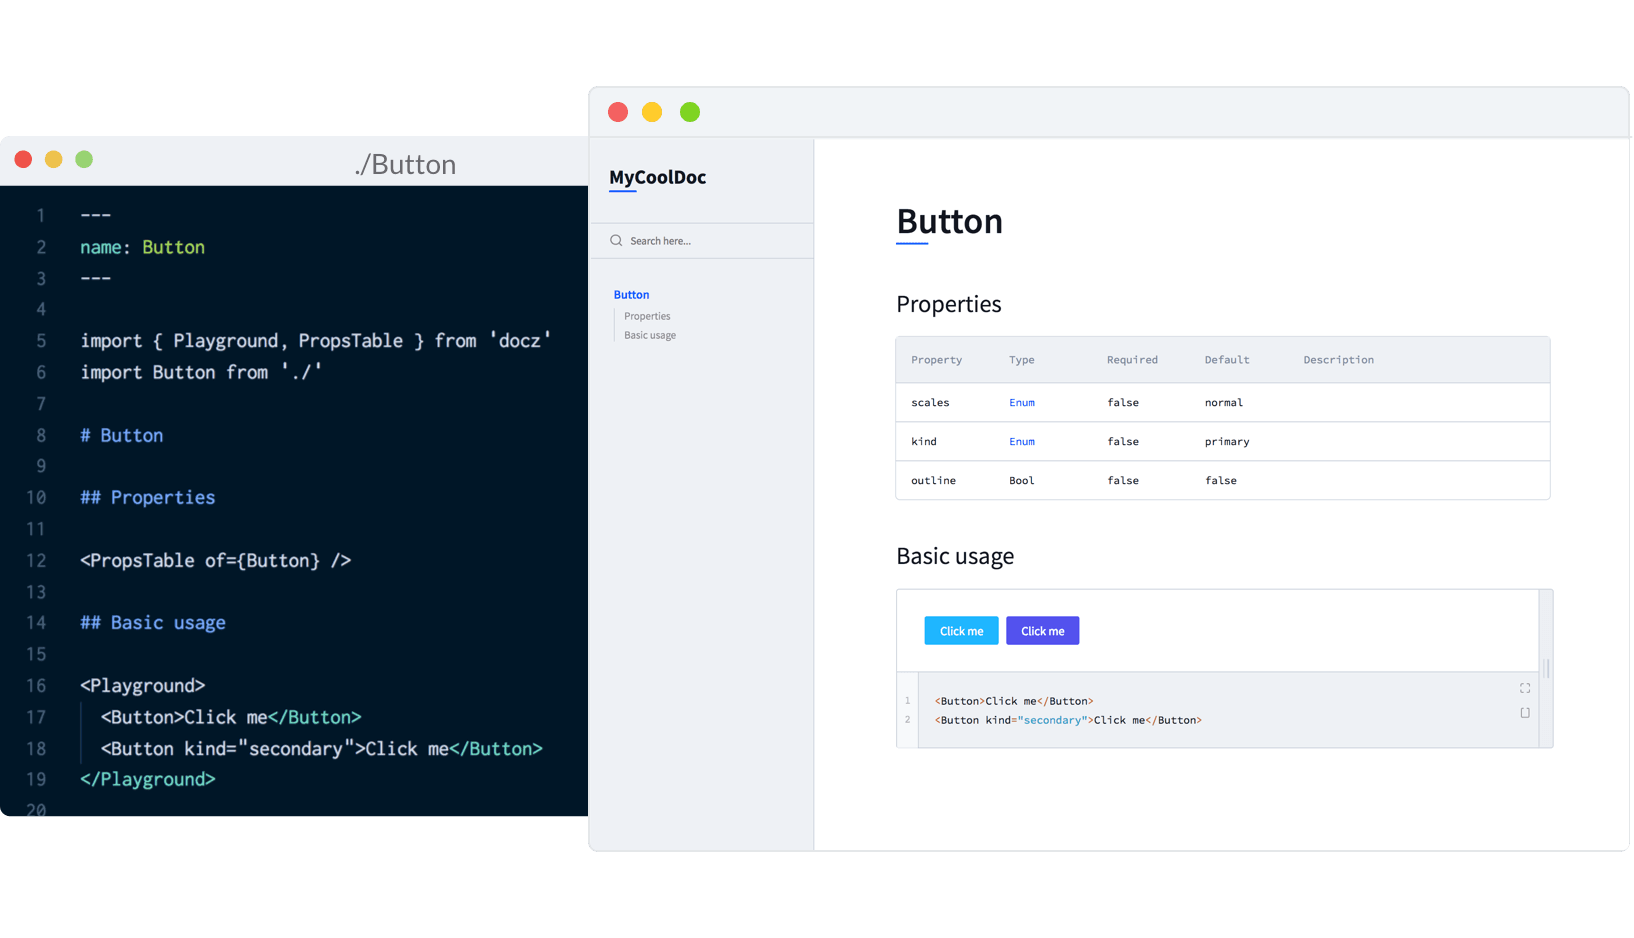 ./Button
1 ---
2 name: Button
3 ---
4
5 import { Playground, PropsTable } from 'docz'
6 import Button from './'
7
8 # Button
9
10 ## Properties
11
12 <PropsTable of={Button} />
13
14 ## Basic usage
15
16 <Playground>
17 <Button>Click me</Button>
18 <Button kind="secondary">Click me</Button>
19 </Playground>
20
MyCoolDoc
Search here...
Button
Properties
Basic usage
Button
Properties
Property Type Required Default Description
scales Enum false normal
kind Enum false primary
outline Bool false false
Basic usage
Click me Click me
1 <Button>Click me</Button>
2 <Button kind="secondary">Click me</Button>